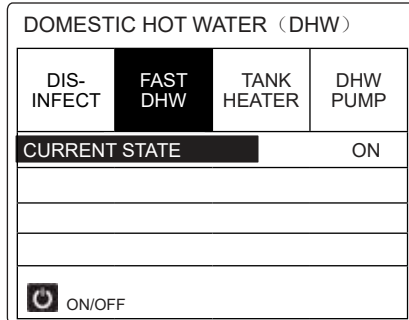 DOMESTIC HOT WATER（DHW）
DIS-
INFECT
FAST
DHW
TANK
HEATER
DHW
PUMP
CURRENT STATE ON
ON/OFF